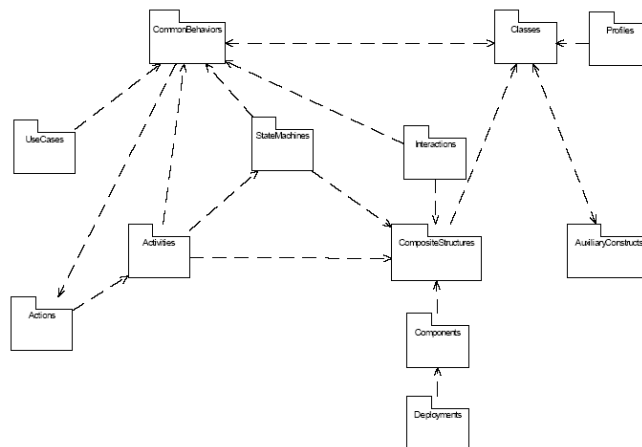 CommonBehaviors
Classes
Profiles
UseCases
StateMachines
Interactions
Activities
CompositeStructures
AuxiliaryConstructs
Actions
Components
Deployments